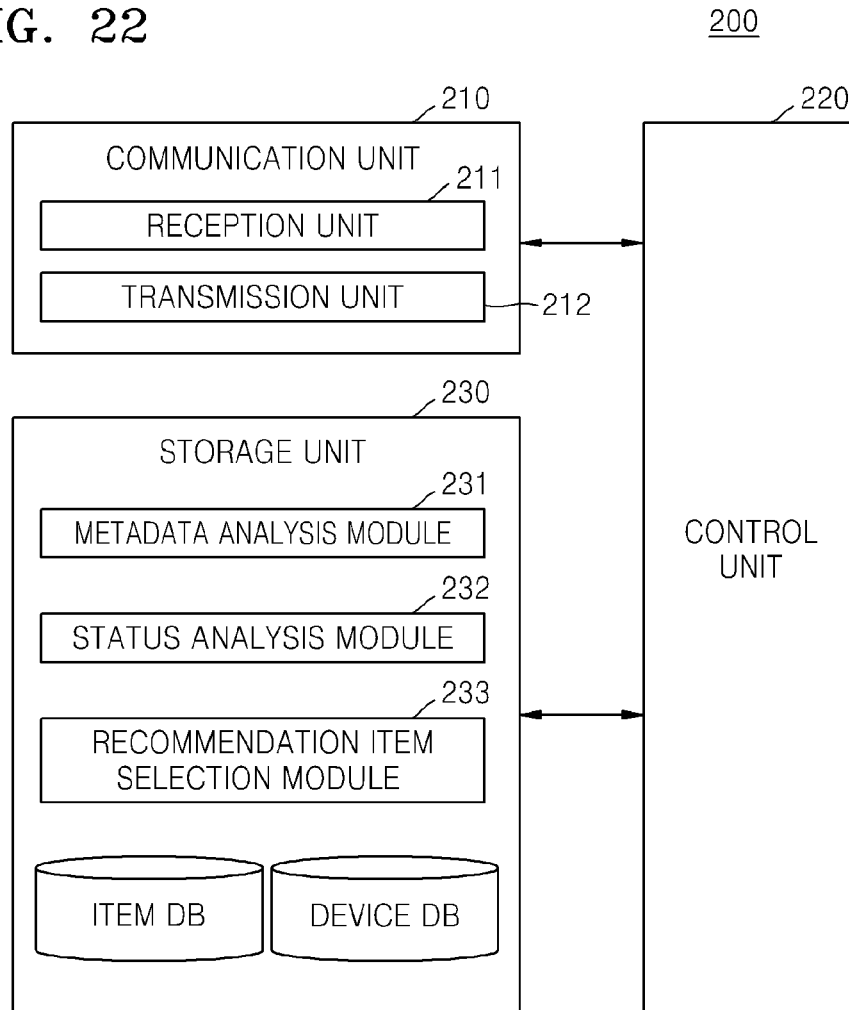 IG. 22
200
210
220
COMMUNICATION UNIT
211
RECEPTION UNIT
TRANSMISSION UNIT
212
230
STORAGE UNIT
231
METADATA ANALYSIS MODULE
CONTROL
UNIT
232
STATUS ANALYSIS MODULE
233
RECOMMENDATION ITEM
SELECTION MODULE
ITEM DB
DEVICE DB